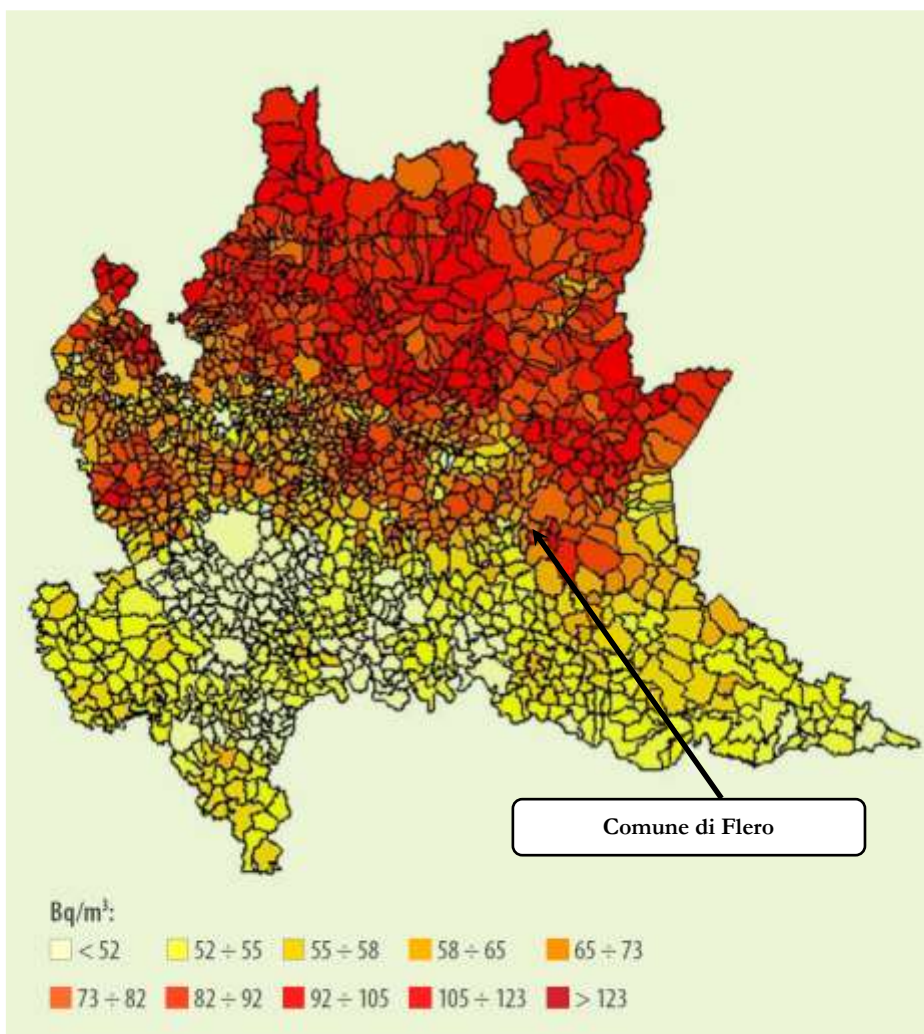 Comune di Flero
Bq/m³:
< 52 52 ÷ 55 55 ÷ 58 58 ÷ 65 65 ÷ 73
73 ÷ 82 82 ÷ 92 92 ÷ 105 105 ÷ 123 > 123